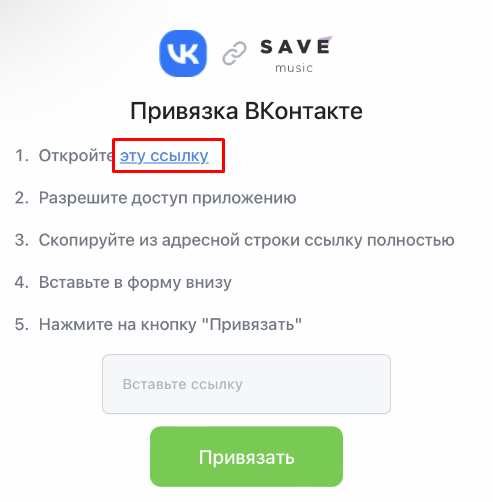 VK SAVE
music
Привязка ВКонтакте
1. Откройте эту ссылку
2. Разрешите доступ приложению
3. Скопируйте из адресной строки ссылку полностью
4. Вставьте в форму внизу
5. Нажмите на кнопку "Привязать"
Вставьте ссылку
Привязать